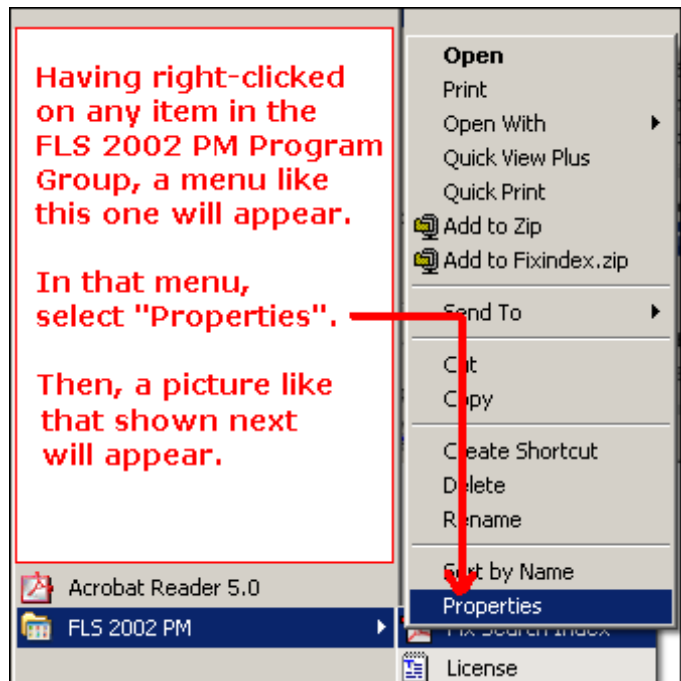 Having right-clicked
on any item in the
FLS 2002 PM Program
Group, a menu like
this one will appear.
In that menu,
select "Properties".
Then, a picture like
that shown next
will appear.
Acrobat Reader 5.0
FLS 2002 PM
Open
Print
Open With
Quick View Plus
Quick Print
Add to Zip
Add to Fixindex.zip
Send To
Cut
Copy
Create Shortcut
Delete
Rename
Sort by Name
Properties
Fix Search Index
License